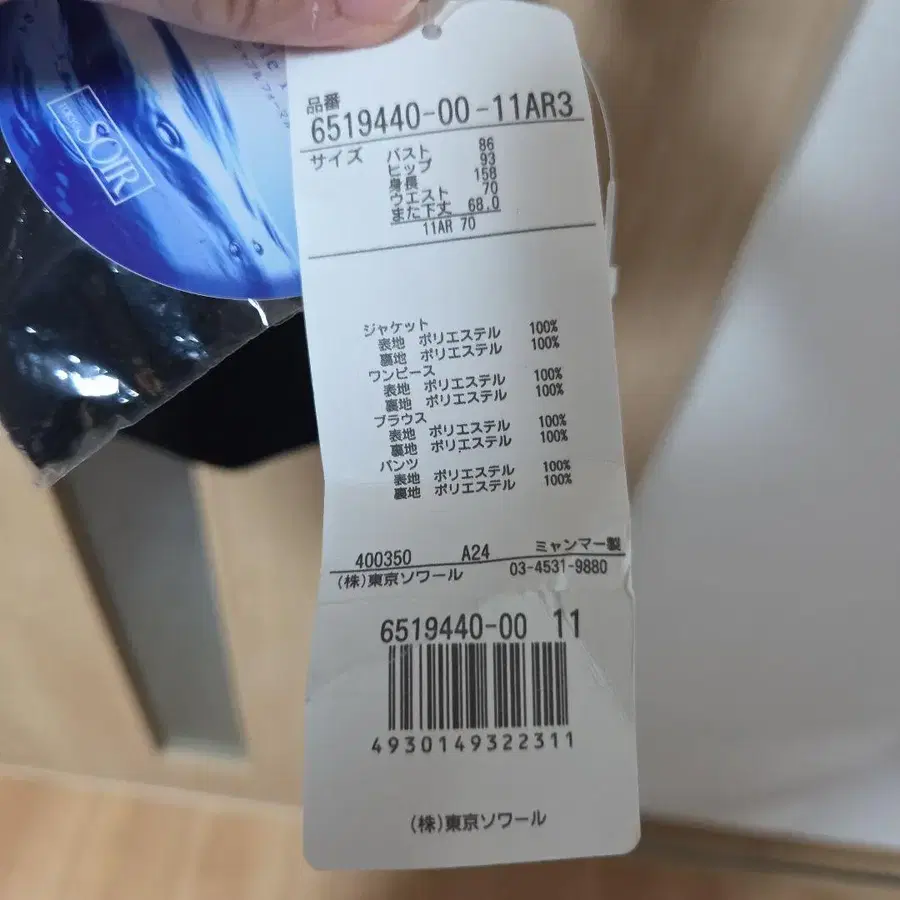 TOKYO
SOIR
品番
6519440-00-11AR3
サイズ バスト 86
ヒップ 93
身長 158
ウエスト 70
また下丈 68.0
11AR 70
ジャケット
表地 ポリエステル 100%
裏地 ポリエステル 100%
ワンピース
表地 ポリエステル 100%
裏地 ポリエステル 100%
ブラウス
表地 ポリエステル 100%
裏地 ポリエステル 100%
パンツ
表地 ポリエステル 100%
裏地 ポリエステル 100%
400350 A24 ミャンマー製
(株)東京ソワール 03-4531-9880
6519440-00 11
4930149322311
(株)東京ソワール